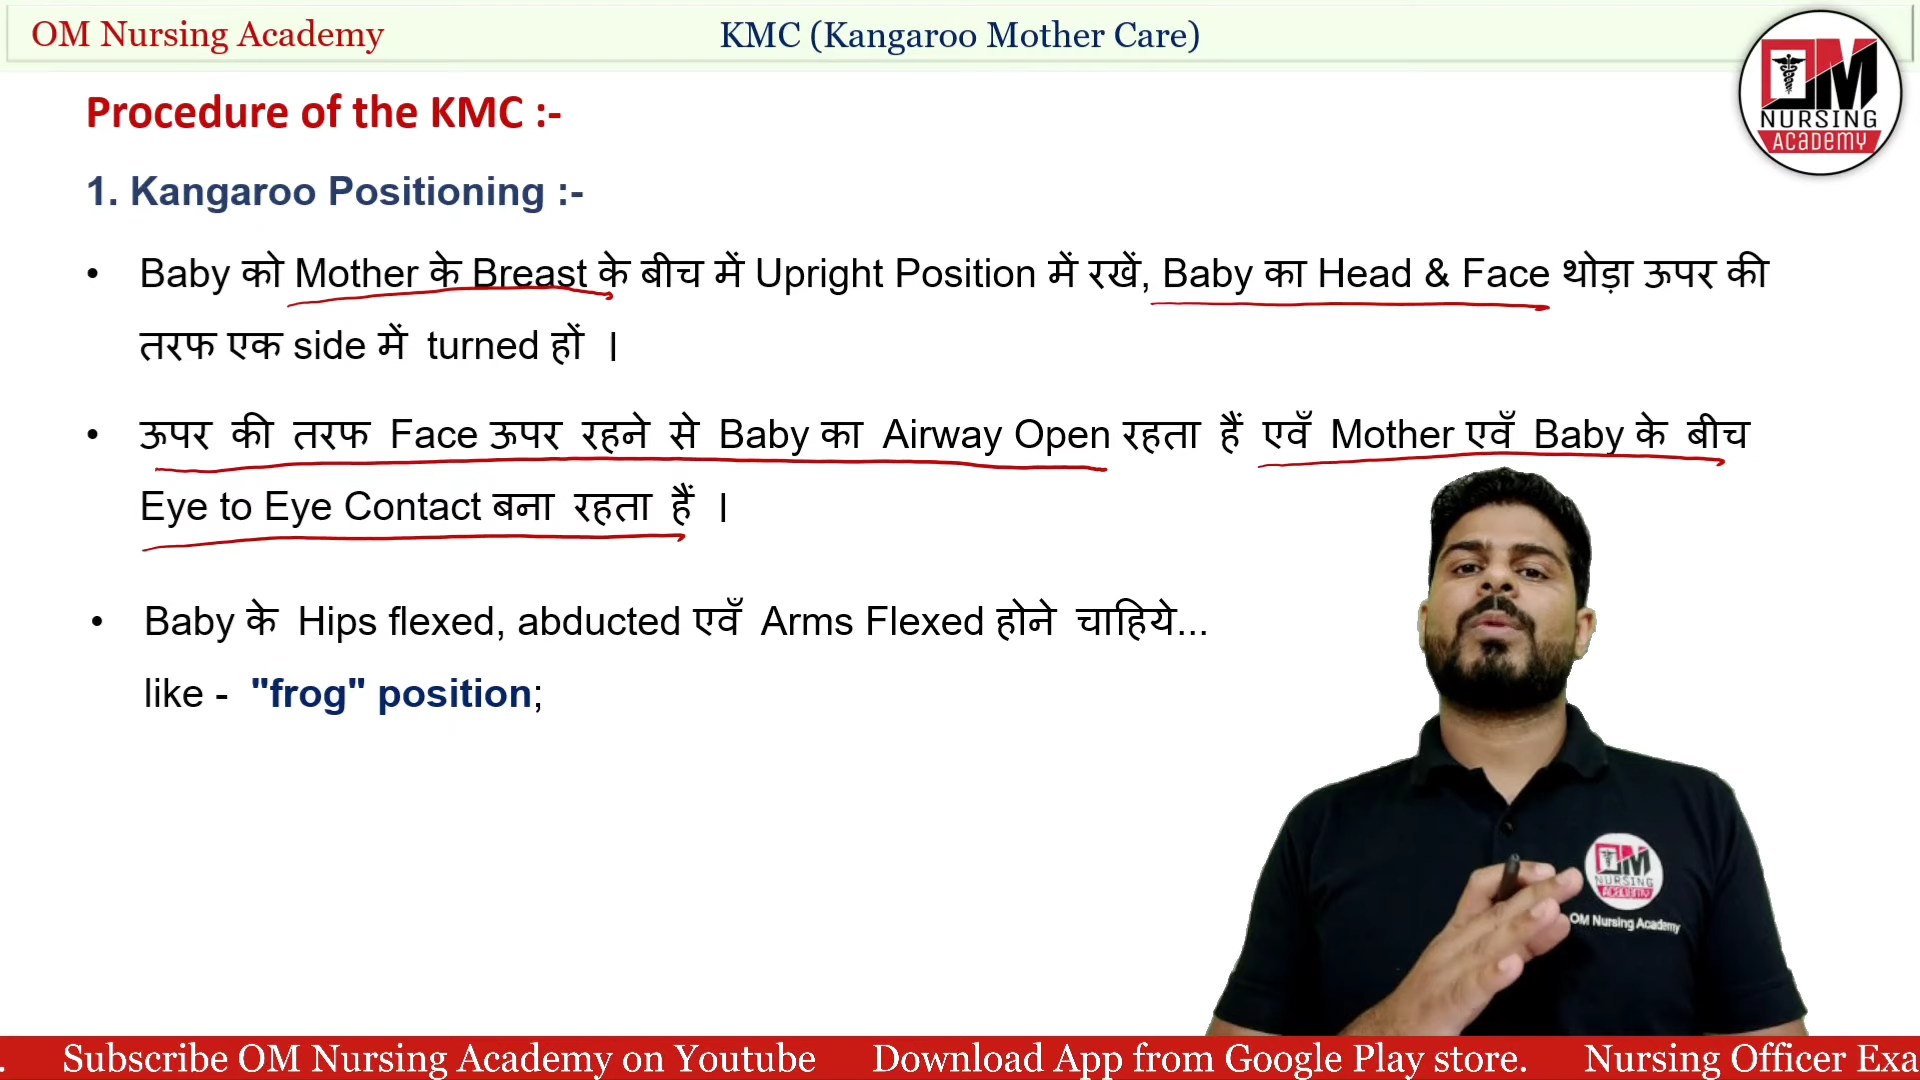 OM Nursing Academy
KMC (Kangaroo Mother Care)
OM
NURSING
ACADEMY
Procedure of the KMC :-
1. Kangaroo Positioning :-
• Baby को Mother के Breast के बीच में Upright Position में रखें, Baby का Head & Face थोड़ा ऊपर की
तरफ एक side में turned हों ।
• ऊपर की तरफ Face ऊपर रहने से Baby का Airway Open रहता हैं एवँ Mother एवँ Baby के बीच
Eye to Eye Contact बना रहता हैं ।
• Baby के Hips flexed, abducted एवँ Arms Flexed होने चाहिये...
like - "frog" position;
OM
NURSING
ACADEMY
OM Nursing Academy
. Subscribe OM Nursing Academy on Youtube Download App from Google Play store. Nursing Officer Exa